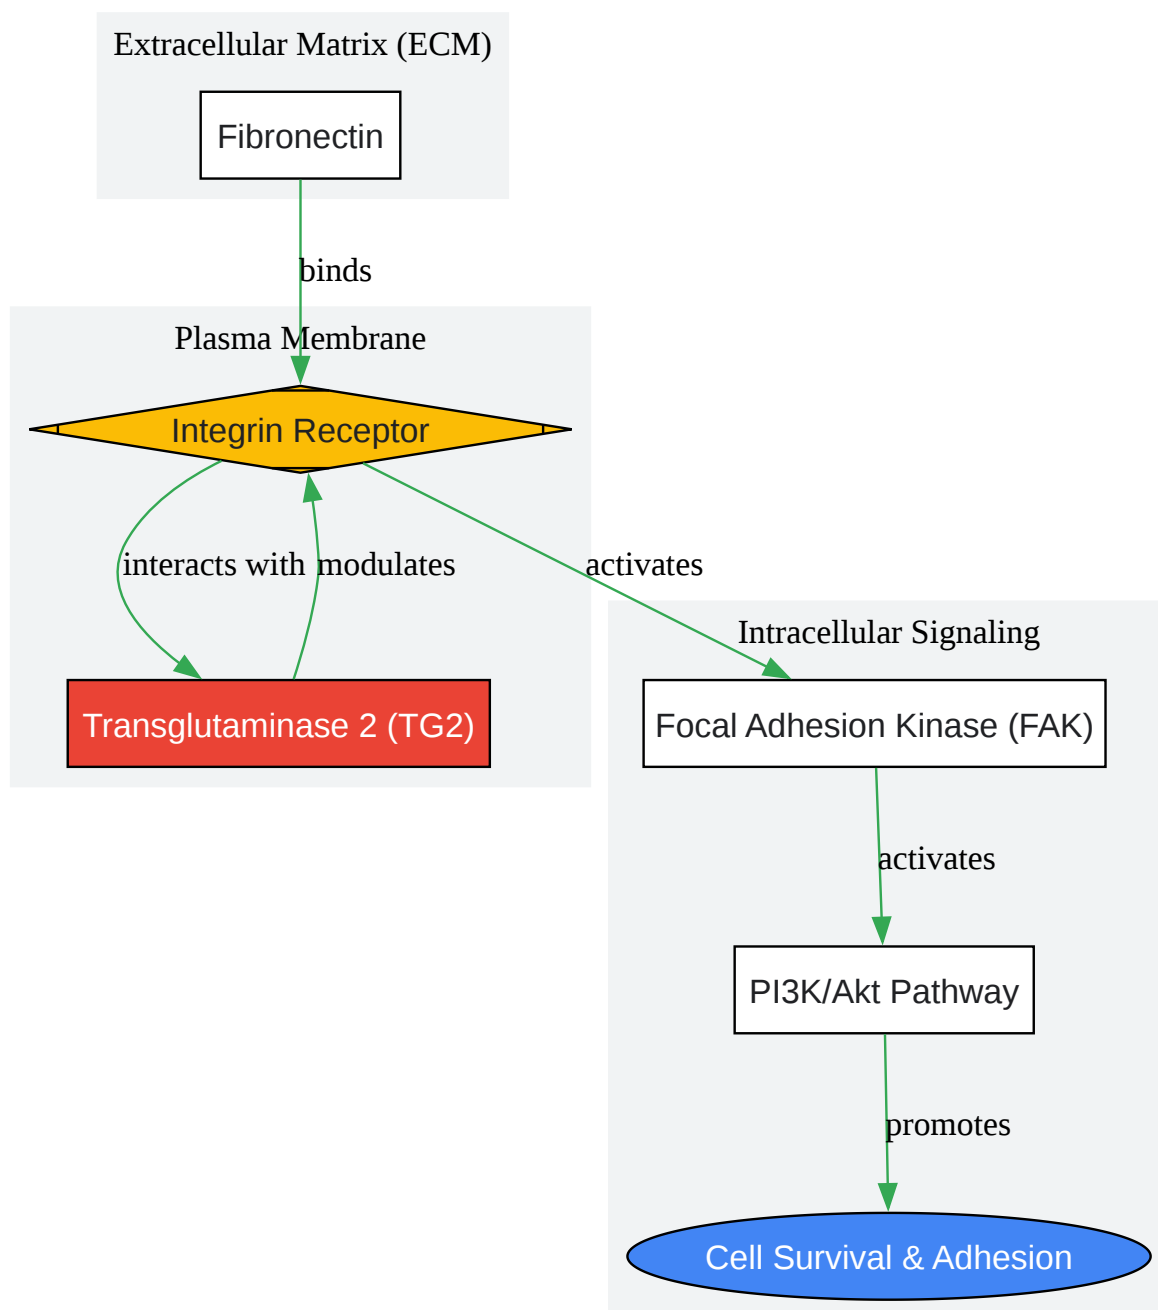 Extracellular Matrix (ECM)
Fibronectin
binds
Plasma Membrane
Integrin Receptor
interacts with
modulates
activates
Transglutaminase 2 (TG2)
Intracellular Signaling
Focal Adhesion Kinase (FAK)
activates
PI3K/Akt Pathway
promotes
Cell Survival & Adhesion